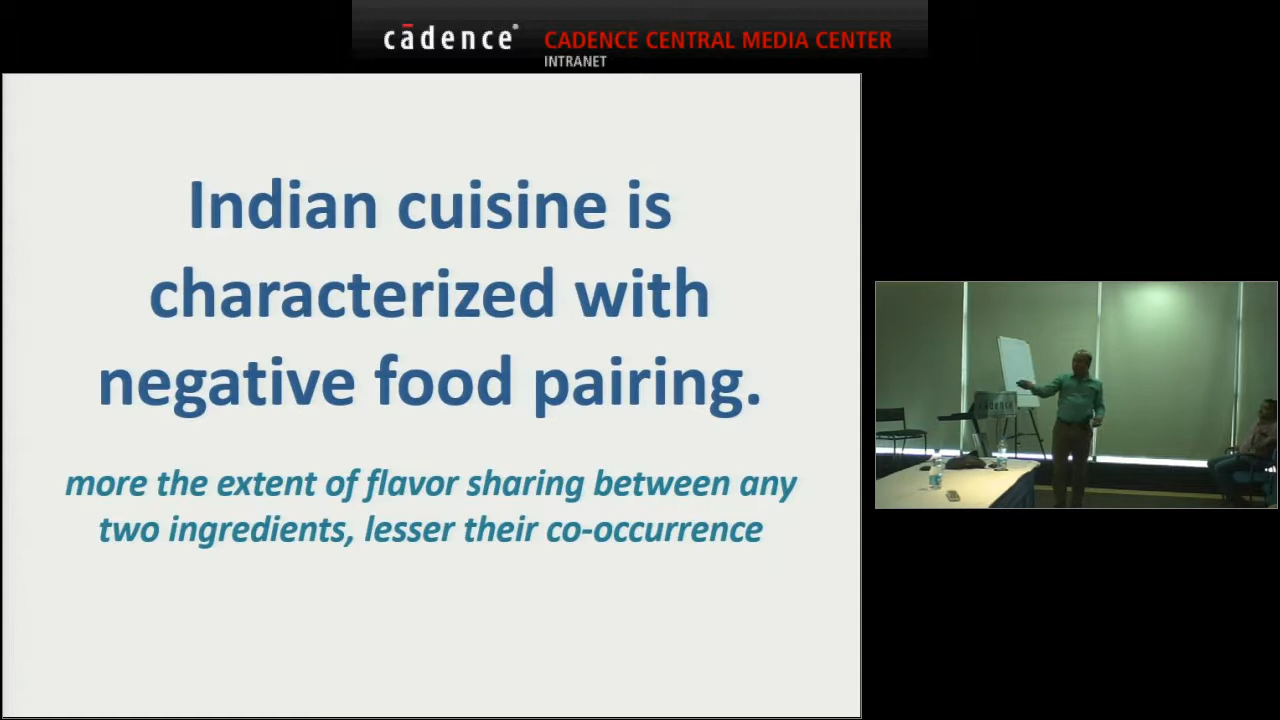 cādence®
CADENCE CENTRAL MEDIA CENTER
INTRANET
Indian cuisine is
characterized with
negative food pairing.
more the extent of flavor sharing between any
two ingredients, lesser their co-occurrence
cādence